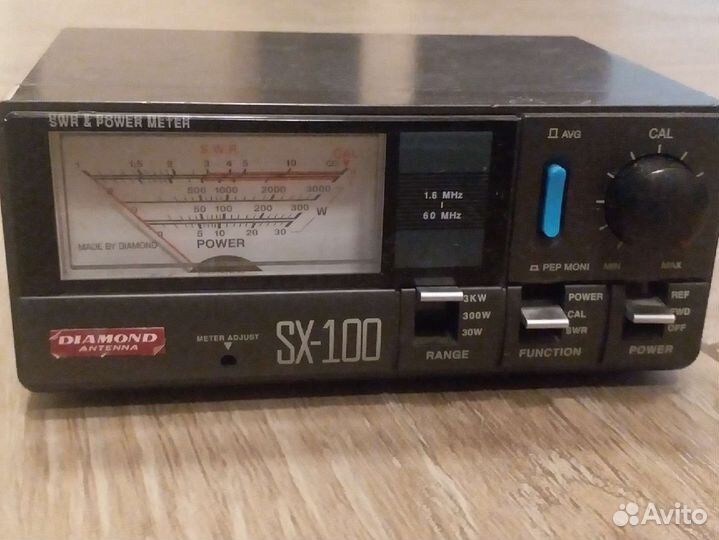 SWR & POWER METER
S.W.R
CAL
1 1.5 2 3 4 5 10
500 1000 2000 3000
50 100 200 300
W
0 5 10 20 30
MADE BY DIAMOND
POWER
1.6 MHz
60 MHz
AVG
PEP MONI
CAL
MIN
MAX
DIAMOND
ANTENNA
METER ADJUST
SX-100
3KW
300W
30W
RANGE
POWER
CAL
SWR
FUNCTION
REF
FWD
OFF
POWER
Avito